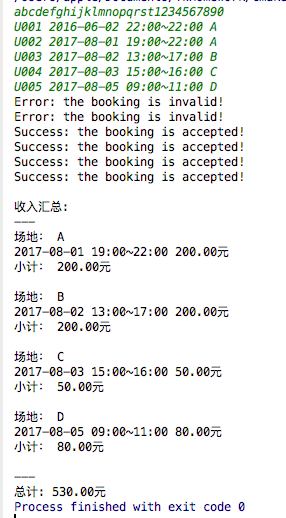 abcdefghijklmnopqrst1234567890
U001 2016-06-02 22:00~22:00 A
U002 2017-08-01 19:00~22:00 A
U003 2017-08-02 13:00~17:00 B
U004 2017-08-03 15:00~16:00 C
U005 2017-08-05 09:00~11:00 D
Error: the booking is invalid!
Error: the booking is invalid!
Success: the booking is accepted!
Success: the booking is accepted!
Success: the booking is accepted!
Success: the booking is accepted!
收入汇总:
---
场地: A
2017-08-01 19:00~22:00 200.00元
小计: 200.00元
场地: B
2017-08-02 13:00~17:00 200.00元
小计: 200.00元
场地: C
2017-08-03 15:00~16:00 50.00元
小计: 50.00元
场地: D
2017-08-05 09:00~11:00 80.00元
小计: 80.00元
---
总计: 530.00元
Process finished with exit code 0